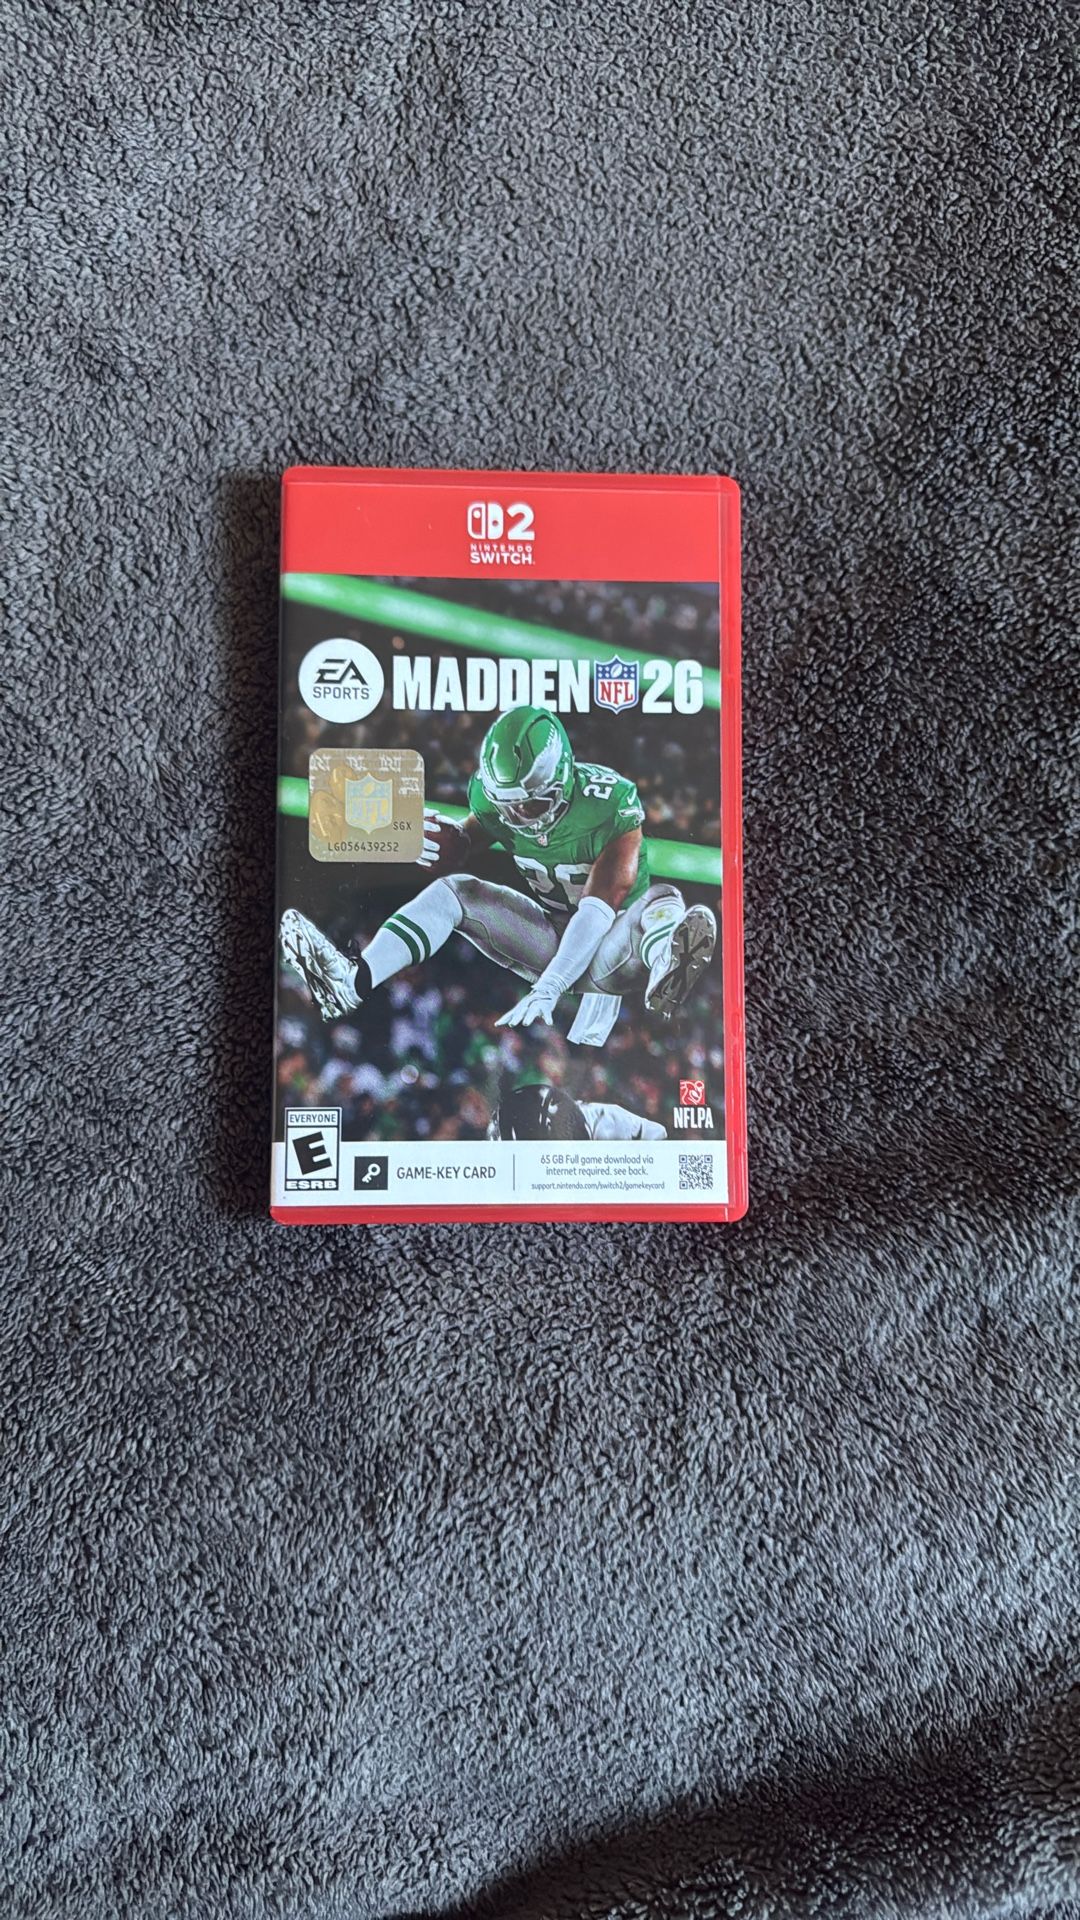 2
NINTENDO
SWITCH
EA
SPORTS
MADDEN NFL 26
26
NFL
SGX
LG056439252
26
NFLPA
EVERYONE
E
ESRB
GAME-KEY CARD
65 GB Full game download via
internet required. see back.
support.nintendo.com/switch2/gamekeycard